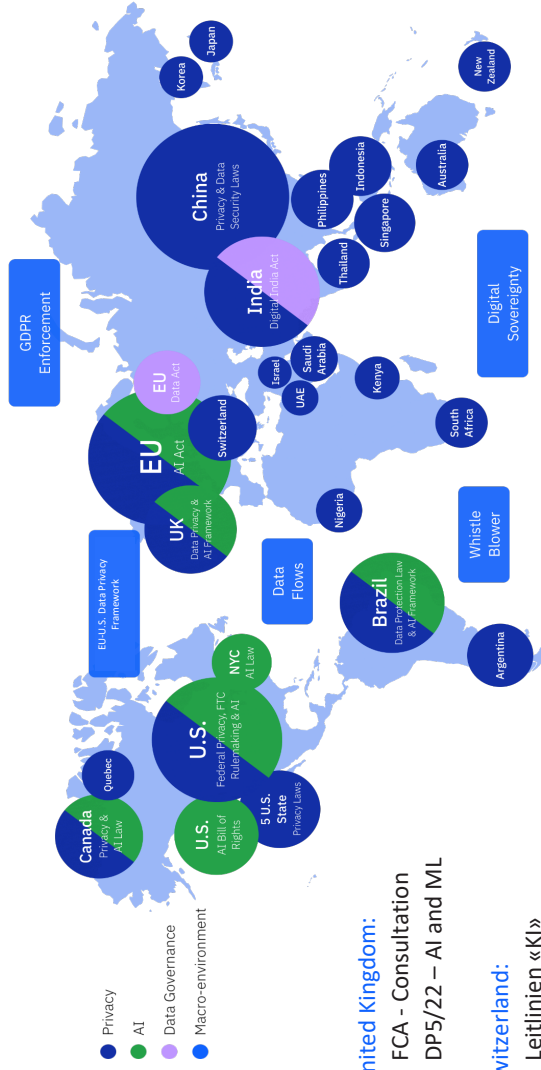 Privacy
AI
Data Governance
Macro-environment
Canada
Privacy &
AI Law
Quebec
U.S.
AI Bill of
Rights
5 U.S.
State
Privacy Laws
U.S.
Federal Privacy, FTC
Rulemaking & AI
NYC
AI Law
EU-U.S. Data Privacy
Framework
Data
Flows
Brazil
Data Protection Law
& AI Framework
Argentina
Whistle
Blower
UK
Data Privacy &
AI Framework
EU
AI Act
EU
Data Act
Switzerland
GDPR
Enforcement
Israel
UAE
Saudi
Arabia
Nigeria
Kenya
South
Africa
Digital
Sovereignty
India
Digital India Act
China
Privacy & Data
Security Laws
Korea
Japan
Thailand
Philippines
Singapore
Indonesia
Australia
New
Zealand
nited Kingdom:
FCA - Consultation
DP5/22 – AI and ML
vitzerland:
Leitlinien «KI»